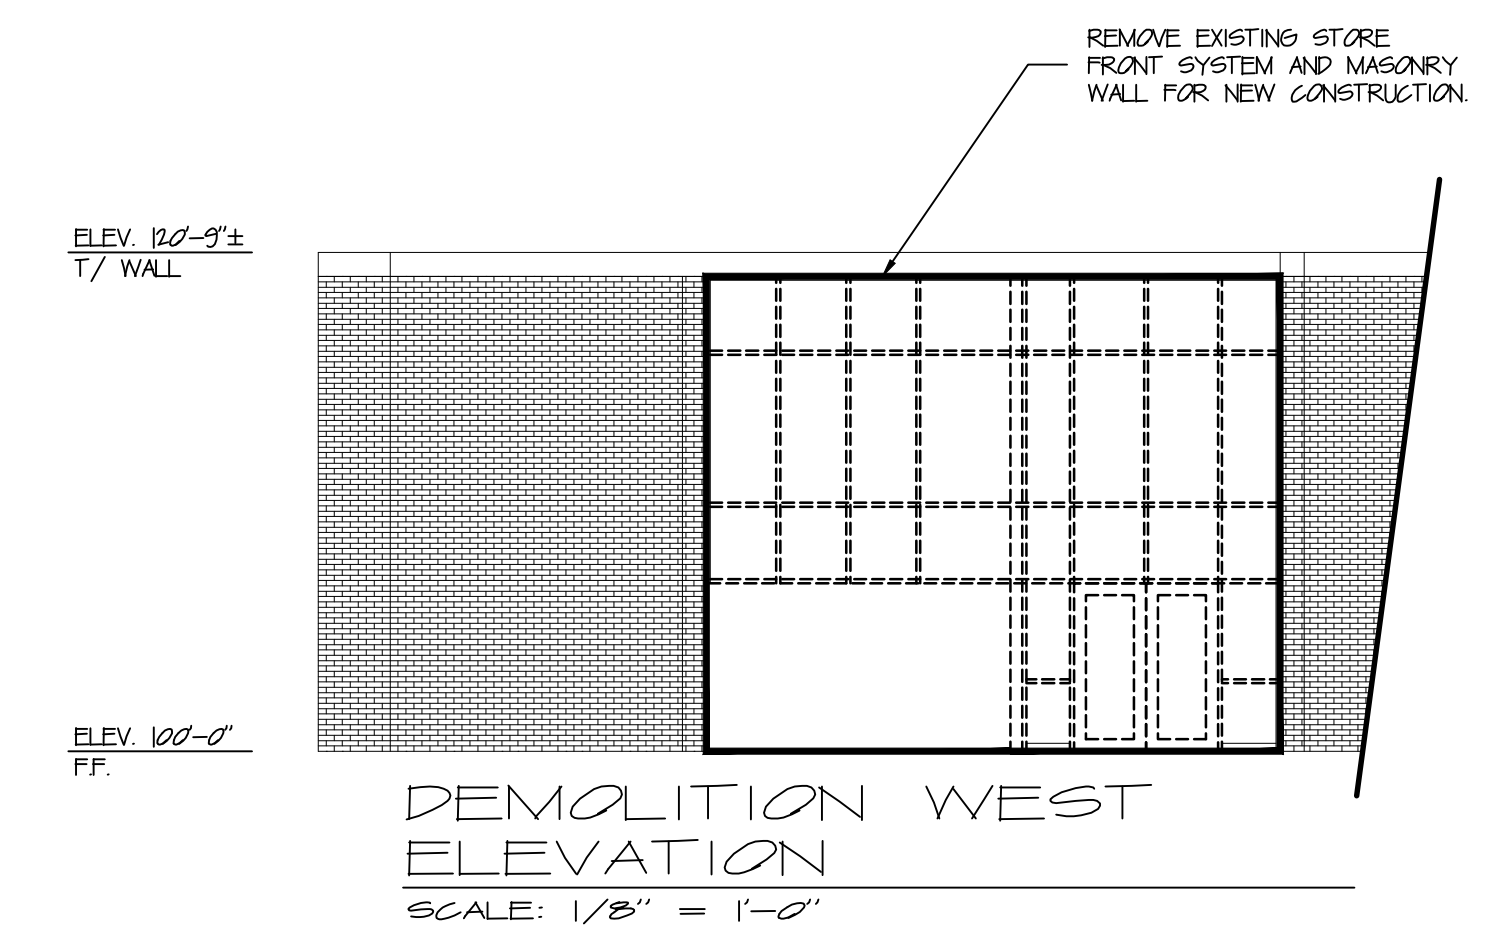 REMOVE EXISTING STORE
FRONT SYSTEM AND MASONRY
WALL FOR NEW CONSTRUCTION.
ELEV. 120'-9"±
T/ WALL
ELEV. 100'-0"
F.F.
DEMOLITION WEST
ELEVATION
SCALE: 1/8" = 1'-0"